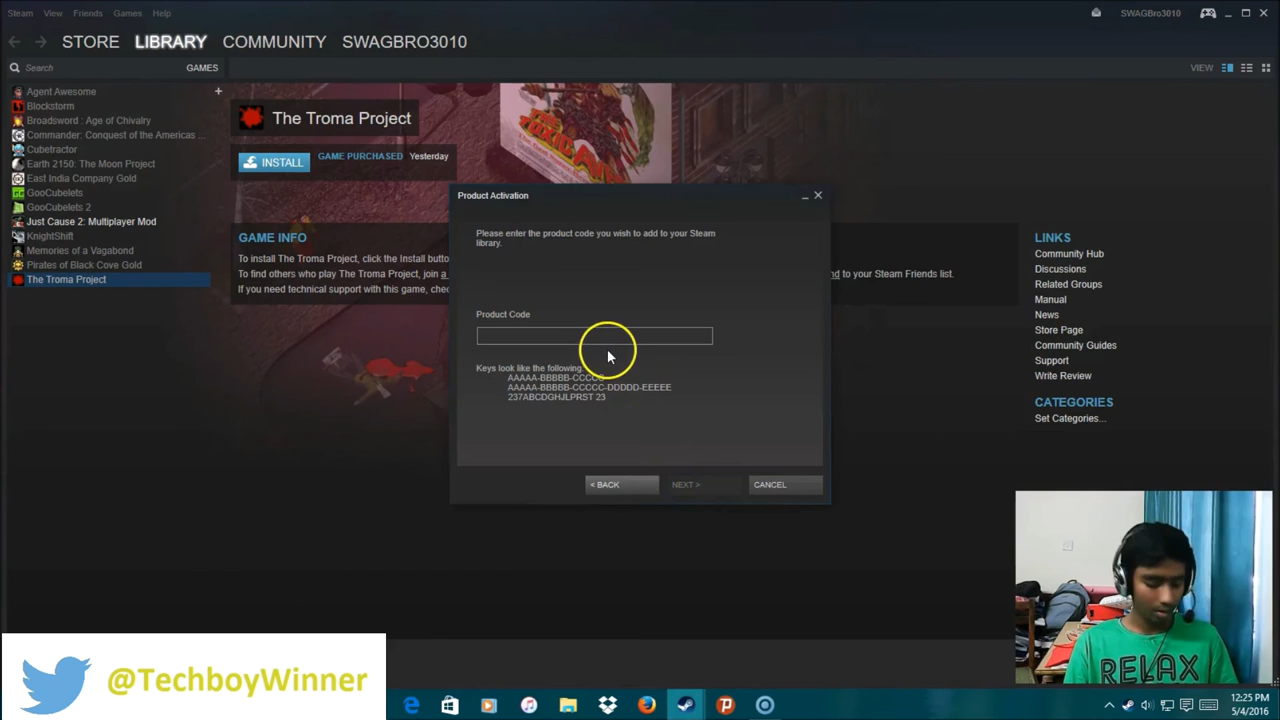 Steam View Friends Games Help
SWAGBro3010
STORE LIBRARY COMMUNITY SWAGBRO3010
Search GAMES
VIEW
Agent Awesome
Blockstorm
Broadsword : Age of Chivalry
Commander: Conquest of the Americas ...
Cubetractor
Earth 2150: The Moon Project
East India Company Gold
GooCubelets
GooCubelets 2
Just Cause 2: Multiplayer Mod
KnightShift
Memories of a Vagabond
Pirates of Black Cove Gold
The Troma Project
The Troma Project
INSTALL
GAME PURCHASED Yesterday
GAME INFO
To install The Troma Project, click the Install butto
To find others who play The Troma Project, join a
nd to your Steam Friends list.
If you need technical support with this game, chec
Product Activation
Please enter the product code you wish to add to your Steam
library.
Product Code
Keys look like the following:
AAAAA-BBBBB-CCCCC
AAAAA-BBBBB-CCCCC-DDDDD-EEEEE
237ABCDGHJLPRST 23
< BACK
NEXT >
CANCEL
LINKS
Community Hub
Discussions
Related Groups
Manual
News
Store Page
Community Guides
Support
Write Review
CATEGORIES
Set Categories...
RELAX
@TechboyWinner
12:25 PM
5/4/2016